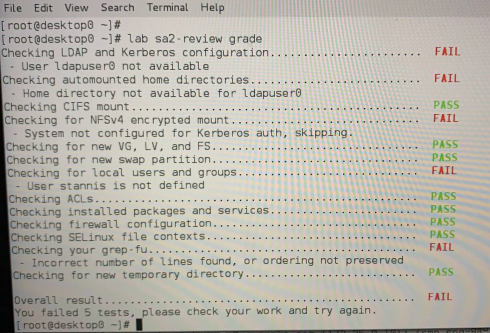 File Edit View Search Terminal Help
[root@desktop0 ~]#
[root@desktop0 ~]# lab sa2-review grade
Checking LDAP and Kerberos configuration........................ FAIL
- User ldapuser0 not available
Checking automounted home directories........................... FAIL
- Home directory not available for ldapuser0
Checking CIFS mount............................................. PASS
Checking for NFSv4 encrypted mount.............................. FAIL
- System not configured for Kerberos auth, skipping.
Checking for new VG, LV, and FS................................. PASS
Checking for new swap partition................................. PASS
Checking for local users and groups............................. FAIL
- User stannis is not defined
Checking ACLs................................................... PASS
Checking installed packages and services........................ PASS
Checking firewall configuration................................. PASS
Checking SELinux file contexts.................................. PASS
Checking your grep-fu........................................... FAIL
- Incorrect number of lines found, or ordering not preserved
Checking for new temporary directory............................ PASS
Overall result.................................................. FAIL
You failed 5 tests, please check your work and try again.
[root@desktop0 ~]#